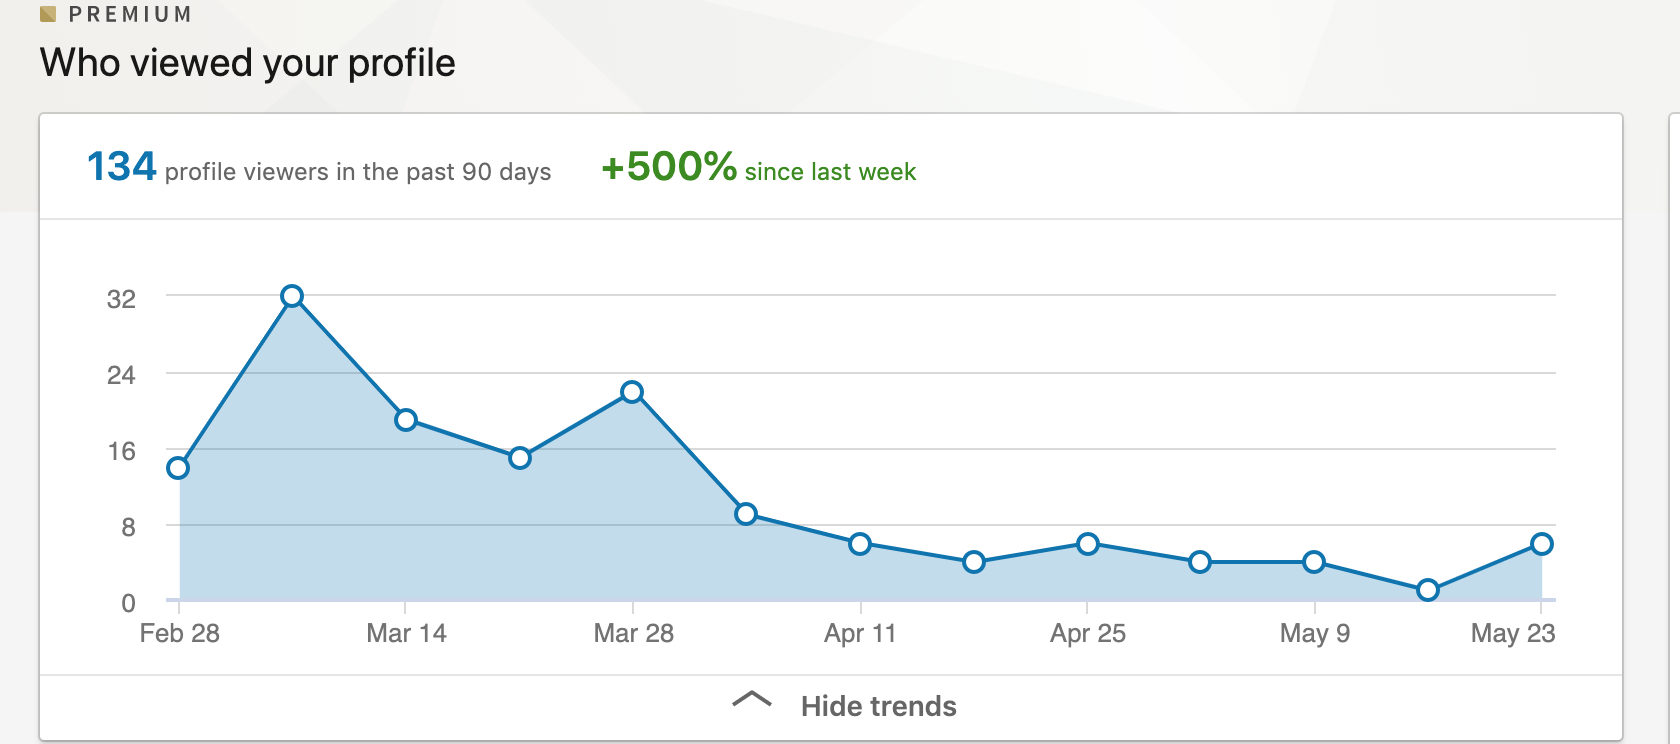 PREMIUM
Who viewed your profile
134 profile viewers in the past 90 days +500% since last week
32
24
16
8
0
Feb 28 Mar 14 Mar 28 Apr 11 Apr 25 May 9 May 23
Hide trends